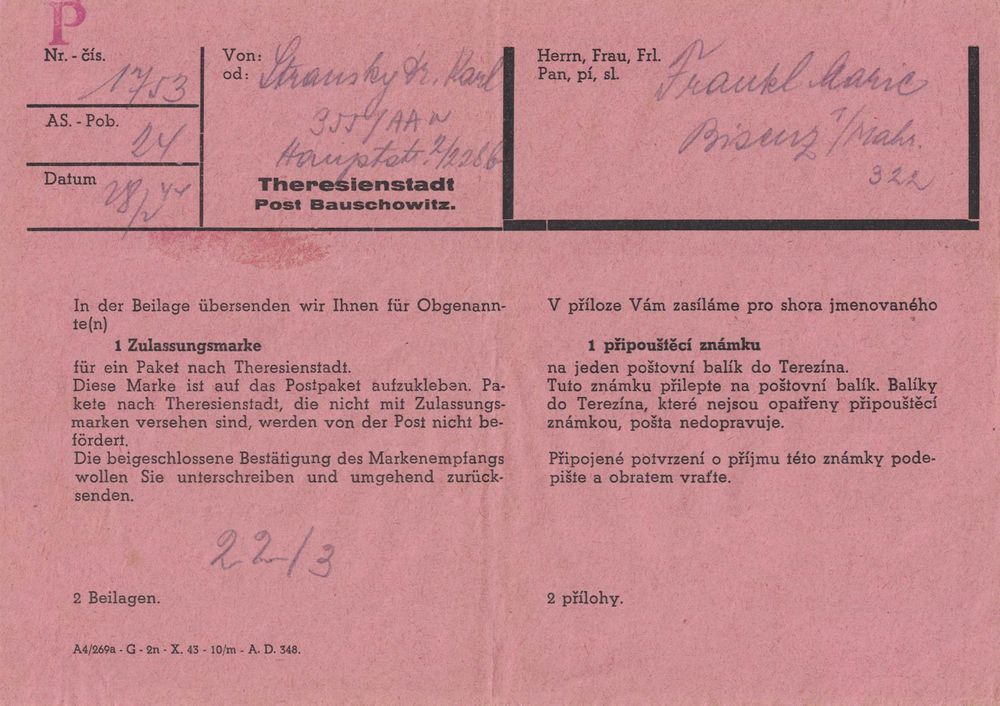 P
Nr. - čís.
1753
AS. - Pob.
24
Datum
28/2 44
Von: Stransky Dr. Karl
od:
Hauptstr.
Theresienstadt
Post Bauschowitz.
Herrn, Frau, Frl.
Pan, pí, sl.
Frankl Marie
Bisenz /Mähr.
322
In der Beilage übersenden wir Ihnen für Obgenann-
te(n)
1 Zulassungsmarke
für ein Paket nach Theresienstadt.
Diese Marke ist auf das Postpaket aufzukleben. Pa-
kete nach Theresienstadt, die nicht mit Zulassungs-
marken versehen sind, werden von der Post nicht be-
fördert.
Die beigeschlossene Bestätigung des Markenempfangs
wollen Sie unterschreiben und umgehend zurück-
senden.
22/3
2 Beilagen.
A4/269a - G - 2n - X. 43 - 10/m - A. D. 348.
V příloze Vám zasíláme pro shora jmenovaného
1 připouštěcí známku
na jeden poštovní balík do Terezína.
Tuto známku přilepte na poštovní balík. Balíky
do Terezína, které nejsou opatřeny připouštěcí
známkou, pošta nedopravuje.
Připojené potvrzení o příjmu této známky pode-
pište a obratem vraťte.
2 přílohy.